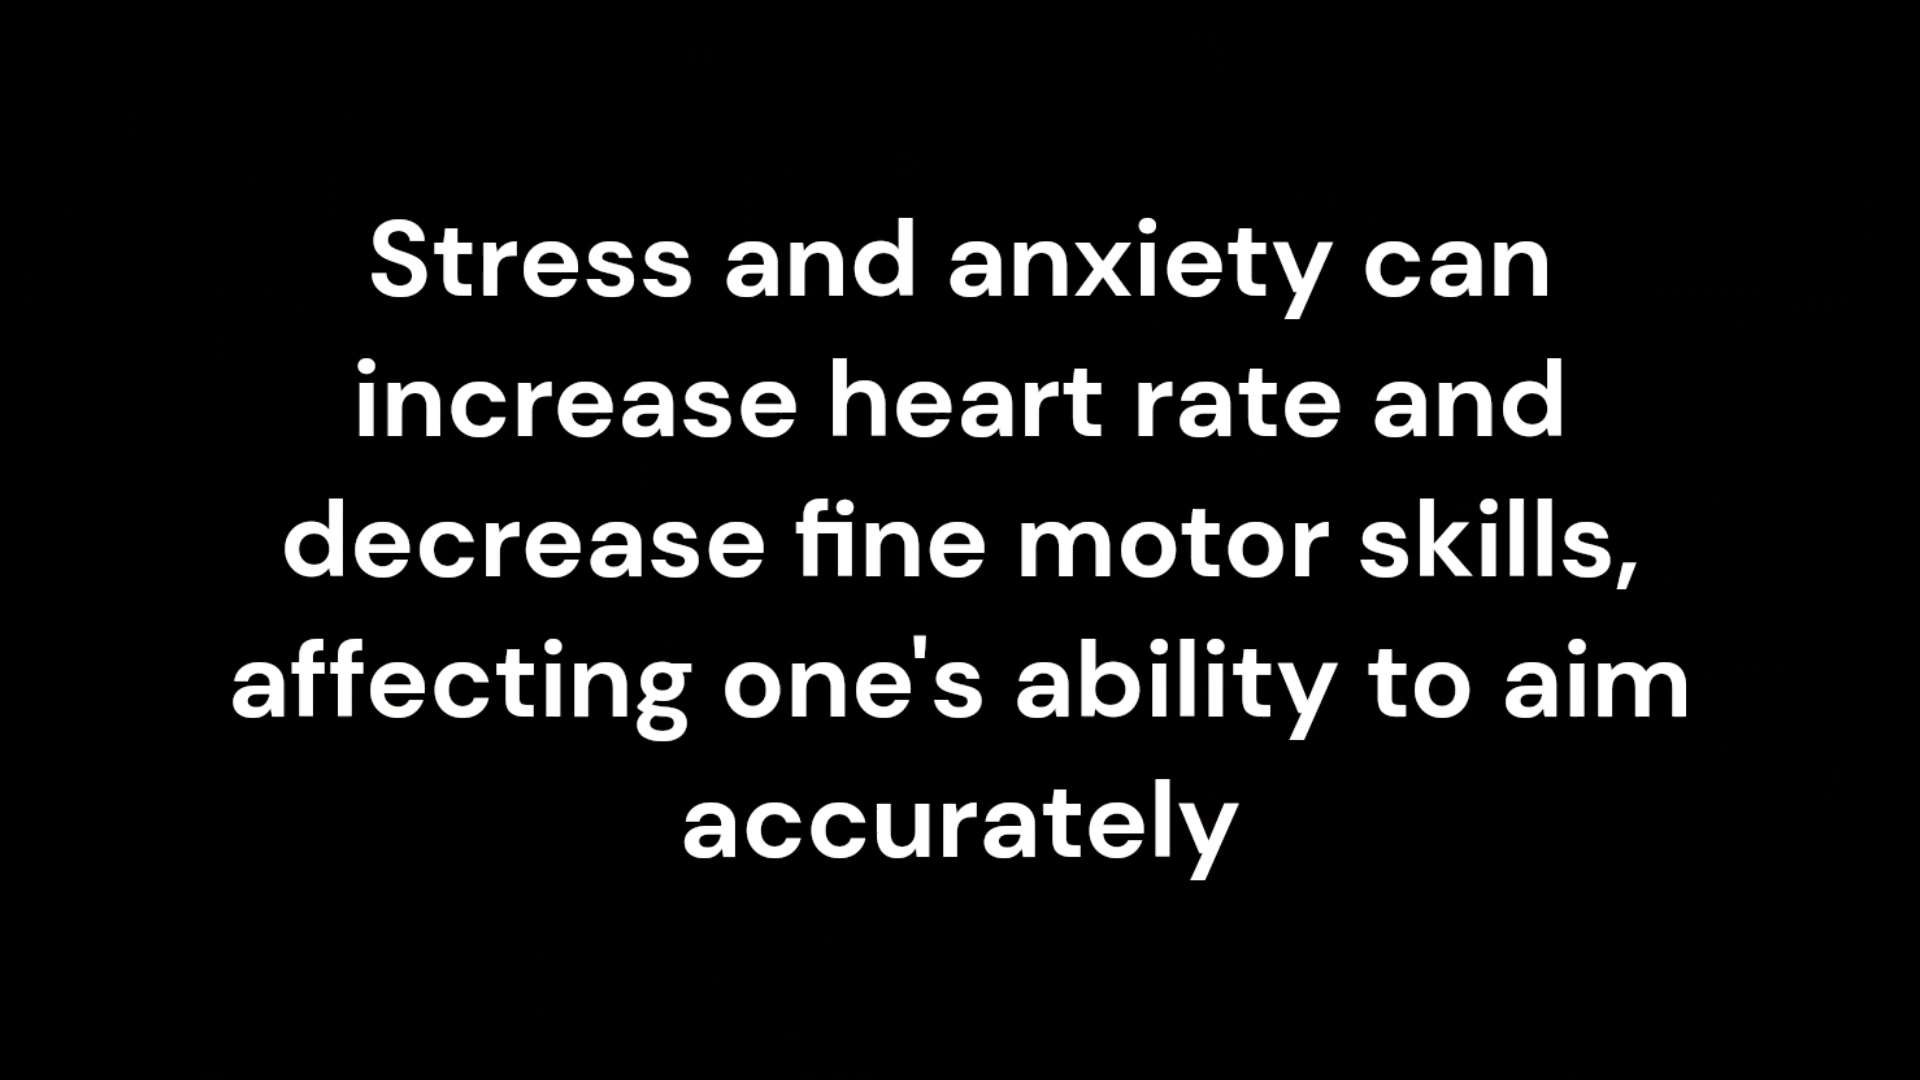 Stress and anxiety can
increase heart rate and
decrease fine motor skills,
affecting one's ability to aim
accurately